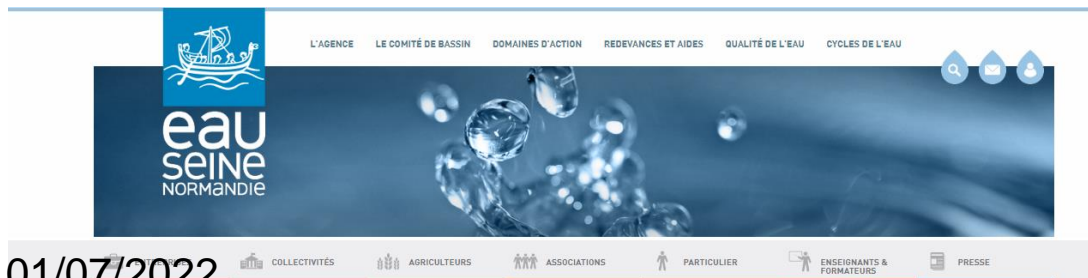 L'AGENCE LE COMITÉ DE BASSIN DOMAINES D'ACTION REDEVANCES ET AIDES QUALITÉ DE L'EAU CYCLES DE L'EAU
eau
SEINE
NORMANDIE
01/07/2022
COLLECTIVITÉS AGRICULTEURS ASSOCIATIONS PARTICULIER ENSEIGNANTS & FORMATEURS PRESSE